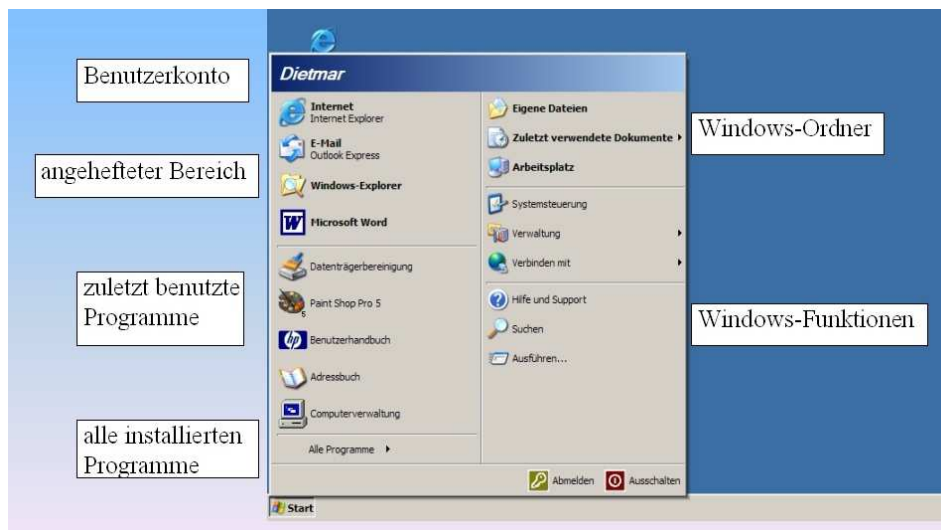 Benutzerkonto
angehefteter Bereich
zuletzt benutzte
Programme
alle installierten
Programme
Dietmar
Internet
Internet Explorer
E-Mail
Outlook Express
Windows-Explorer
Microsoft Word
Datenträgerbereinigung
Paint Shop Pro 5
Benutzerhandbuch
Adressbuch
Computerverwaltung
Alle Programme
Eigene Dateien
Zuletzt verwendete Dokumente
Arbeitsplatz
Systemsteuerung
Verwaltung
Verbinden mit
Hilfe und Support
Suchen
Ausführen...
Abmelden
Ausschalten
Start
Windows-Ordner
Windows-Funktionen
W
5
hp